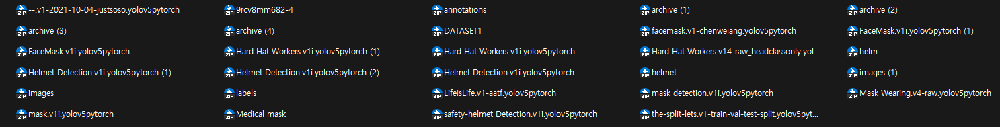 --.v1-2021-10-04-justsoso.yolov5pytorch 9rcv8mm682-4 annotations archive (1) archive (2)
archive (3) archive (4) DATASET1 facemask.v1-chenweiang.yolov5pytorch FaceMask.v1i.yolov5pytorch (1)
FaceMask.v1i.yolov5pytorch Hard Hat Workers.v1i.yolov5pytorch (1) Hard Hat Workers.v1i.yolov5pytorch Hard Hat Workers.v14-raw_headclassonly.yol... helm
Helmet Detection.v1i.yolov5pytorch (1) Helmet Detection.v1i.yolov5pytorch (2) Helmet Detection.v1i.yolov5pytorch helmet images (1)
images labels LifeIsLife.v1-aatf.yolov5pytorch mask detection.v1i.yolov5pytorch Mask Wearing.v4-raw.yolov5pytorch
mask.v1i.yolov5pytorch Medical mask safety-helmet Detection.v1i.yolov5pytorch the-split-lets.v1-train-val-test-split.yolov5pyt...